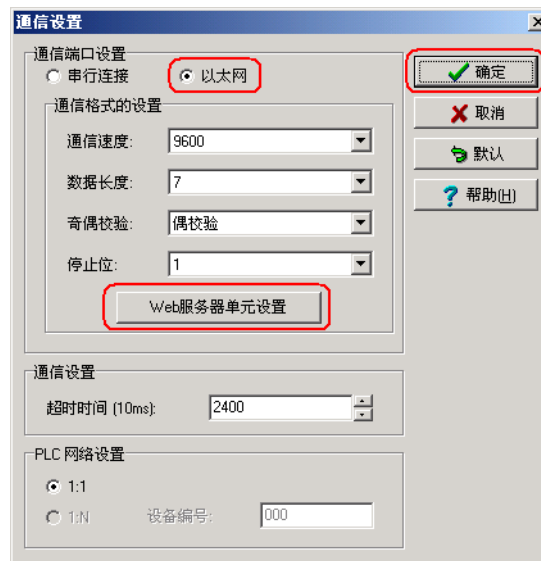 通信设置
通信端口设置
串行连接
以太网
通信格式的设置
通信速度:
9600
数据长度:
7
奇偶校验:
偶校验
停止位:
1
Web服务器单元设置
通信设置
超时时间 (10ms):
2400
PLC 网络设置
1:1
1:N
设备编号:
000
确定
取消
默认
帮助(H)